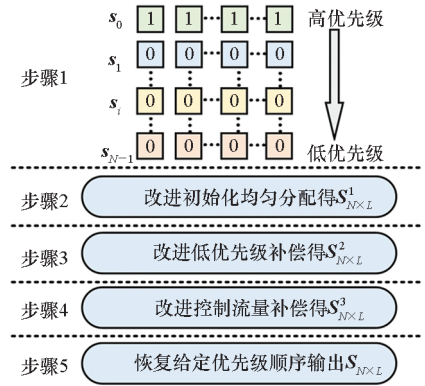 s0 1 1 1 1 高优先级
s1 0 0 0 0
步骤1
si 0 0 0 0
sN−1 0 0 0 0 低优先级
步骤2 改进初始化均匀分配得S1N×L
步骤3 改进低优先级补偿得S2N×L
步骤4 改进控制流量补偿得S3N×L
步骤5 恢复给定优先级顺序输出SN×L